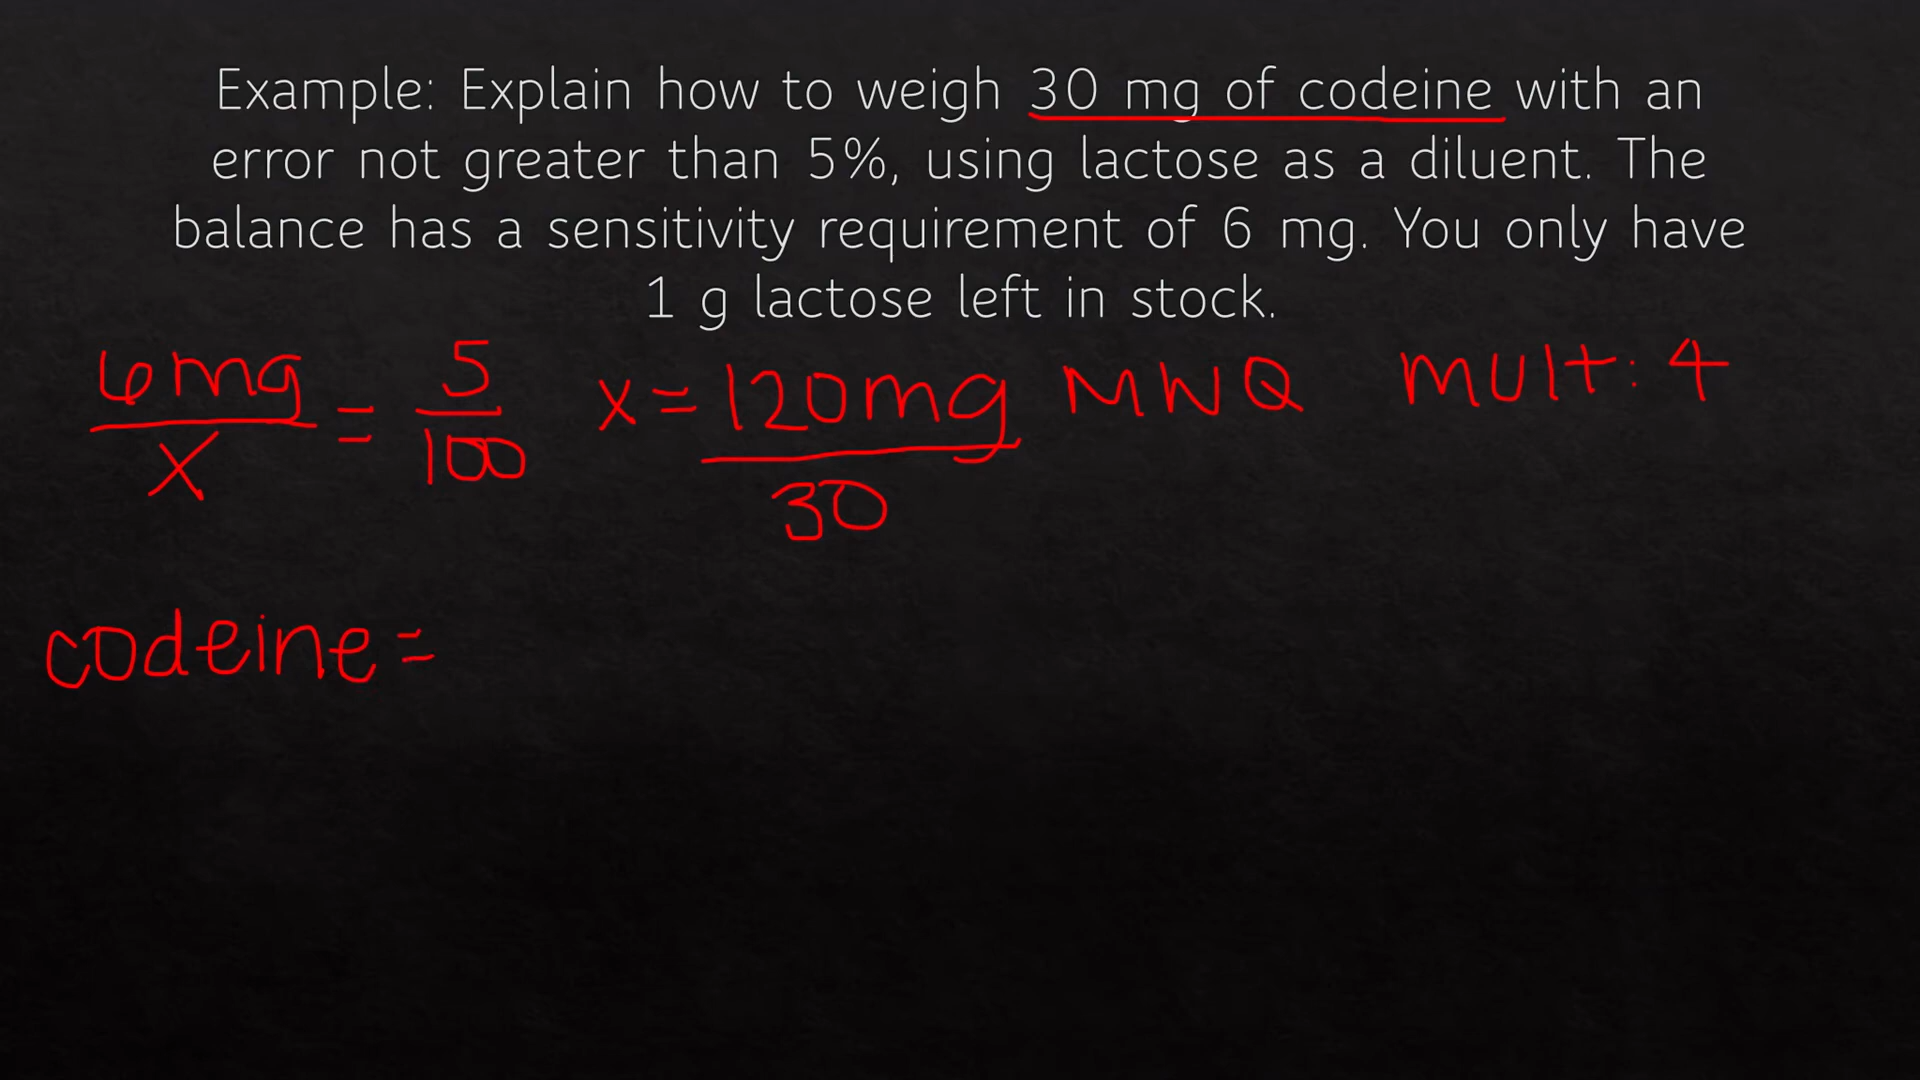 Example: Explain how to weigh 30 mg of codeine with an
error not greater than 5%, using lactose as a diluent. The
balance has a sensitivity requirement of 6 mg. You only have
1 g lactose left in stock.
6mg/x = 5/100 x = 120mg/30 MWQ mult: 4
codeine =